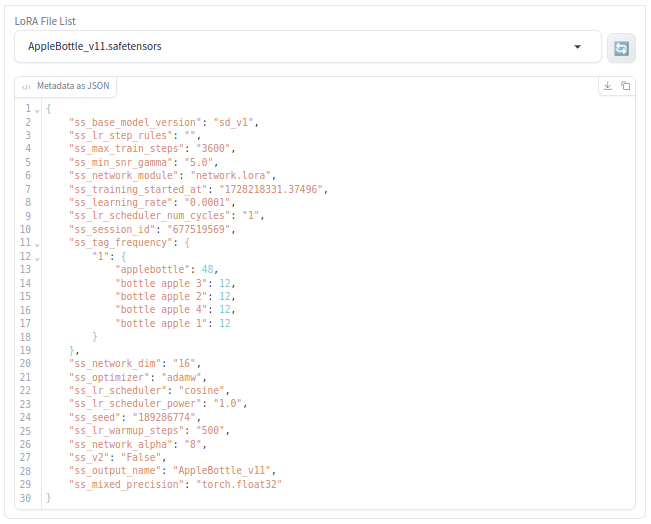 LoRA File List
AppleBottle_v11.safetensors
Metadata as JSON
1 {
2 "ss_base_model_version": "sd_v1",
3 "ss_lr_step_rules": "",
4 "ss_max_train_steps": "3600",
5 "ss_min_snr_gamma": "5.0",
6 "ss_network_module": "network.lora",
7 "ss_training_started_at": "1728218331.37496",
8 "ss_learning_rate": "0.0001",
9 "ss_lr_scheduler_num_cycles": "1",
10 "ss_session_id": "677519569",
11 "ss_tag_frequency": {
12 "1": {
13 "applebottle": 48,
14 "bottle apple 3": 12,
15 "bottle apple 2": 12,
16 "bottle apple 4": 12,
17 "bottle apple 1": 12
18 }
19 },
20 "ss_network_dim": "16",
21 "ss_optimizer": "adamw",
22 "ss_lr_scheduler": "cosine",
23 "ss_lr_scheduler_power": "1.0",
24 "ss_seed": "189286774",
25 "ss_lr_warmup_steps": "500",
26 "ss_network_alpha": "8",
27 "ss_v2": "False",
28 "ss_output_name": "AppleBottle_v11",
29 "ss_mixed_precision": "torch.float32"
30 }